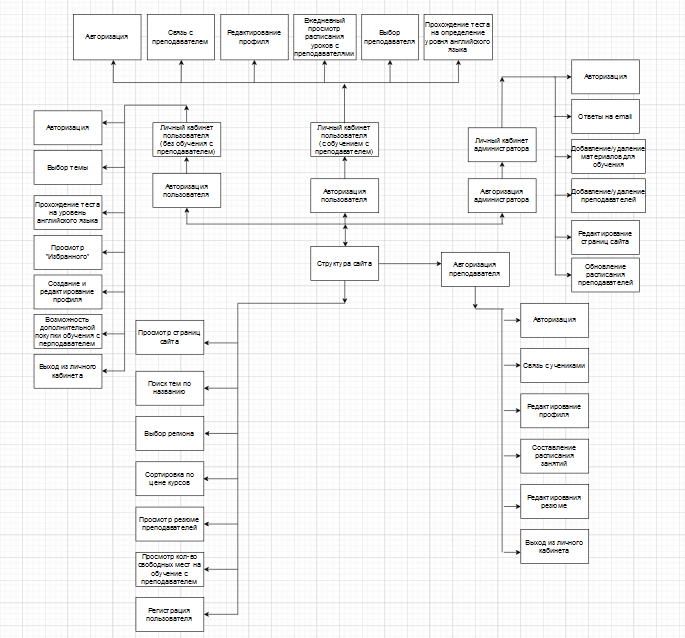 Авторизация
Связь с
преподавателем
Редактирование
профиля
Ежедневный
просмотр
расписания
уроков с
преподавателями
Выбор
преподавателя
Прохождение теста
на определение
уровня английского
языка
Авторизация
Выбор темы
Прохождение теста
на уровень
английского языка
Просмотр
"Избранного"
Создание и
редактирование
профиля
Возможность
дополнительной
покупки обучения с
перподователем
Выход из личного
кабинета
Личный кабинет
пользователя
(без обучения с
преподавателем)
Авторизация
пользователя
Личный кабинет
пользователя
(с обучением с
преподавателем)
Авторизация
пользователя
Личный кабинет
администратора
Авторизация
администратора
Авторизация
Ответы на email
Добавление/удаление
материалов для
обучения
Добавление/удаление
преподавателей
Редактирование
страниц сайта
Обновление
расписания
преподавателей
Структура сайта
Авторизация
преподавателя
Просмотр страниц
сайта
Поиск тем по
названию
Выбор региона
Сортировка по
цене курсов
Просмотр резюме
преподавателей
Просмотр кол-во
свободных мест на
обучение с
преподавателем
Регистрация
пользователя
Авторизация
Связь с учениками
Редактирование
профиля
Составление
расписания
занятий
Редактирования
резюме
Выход из личного
кабинета